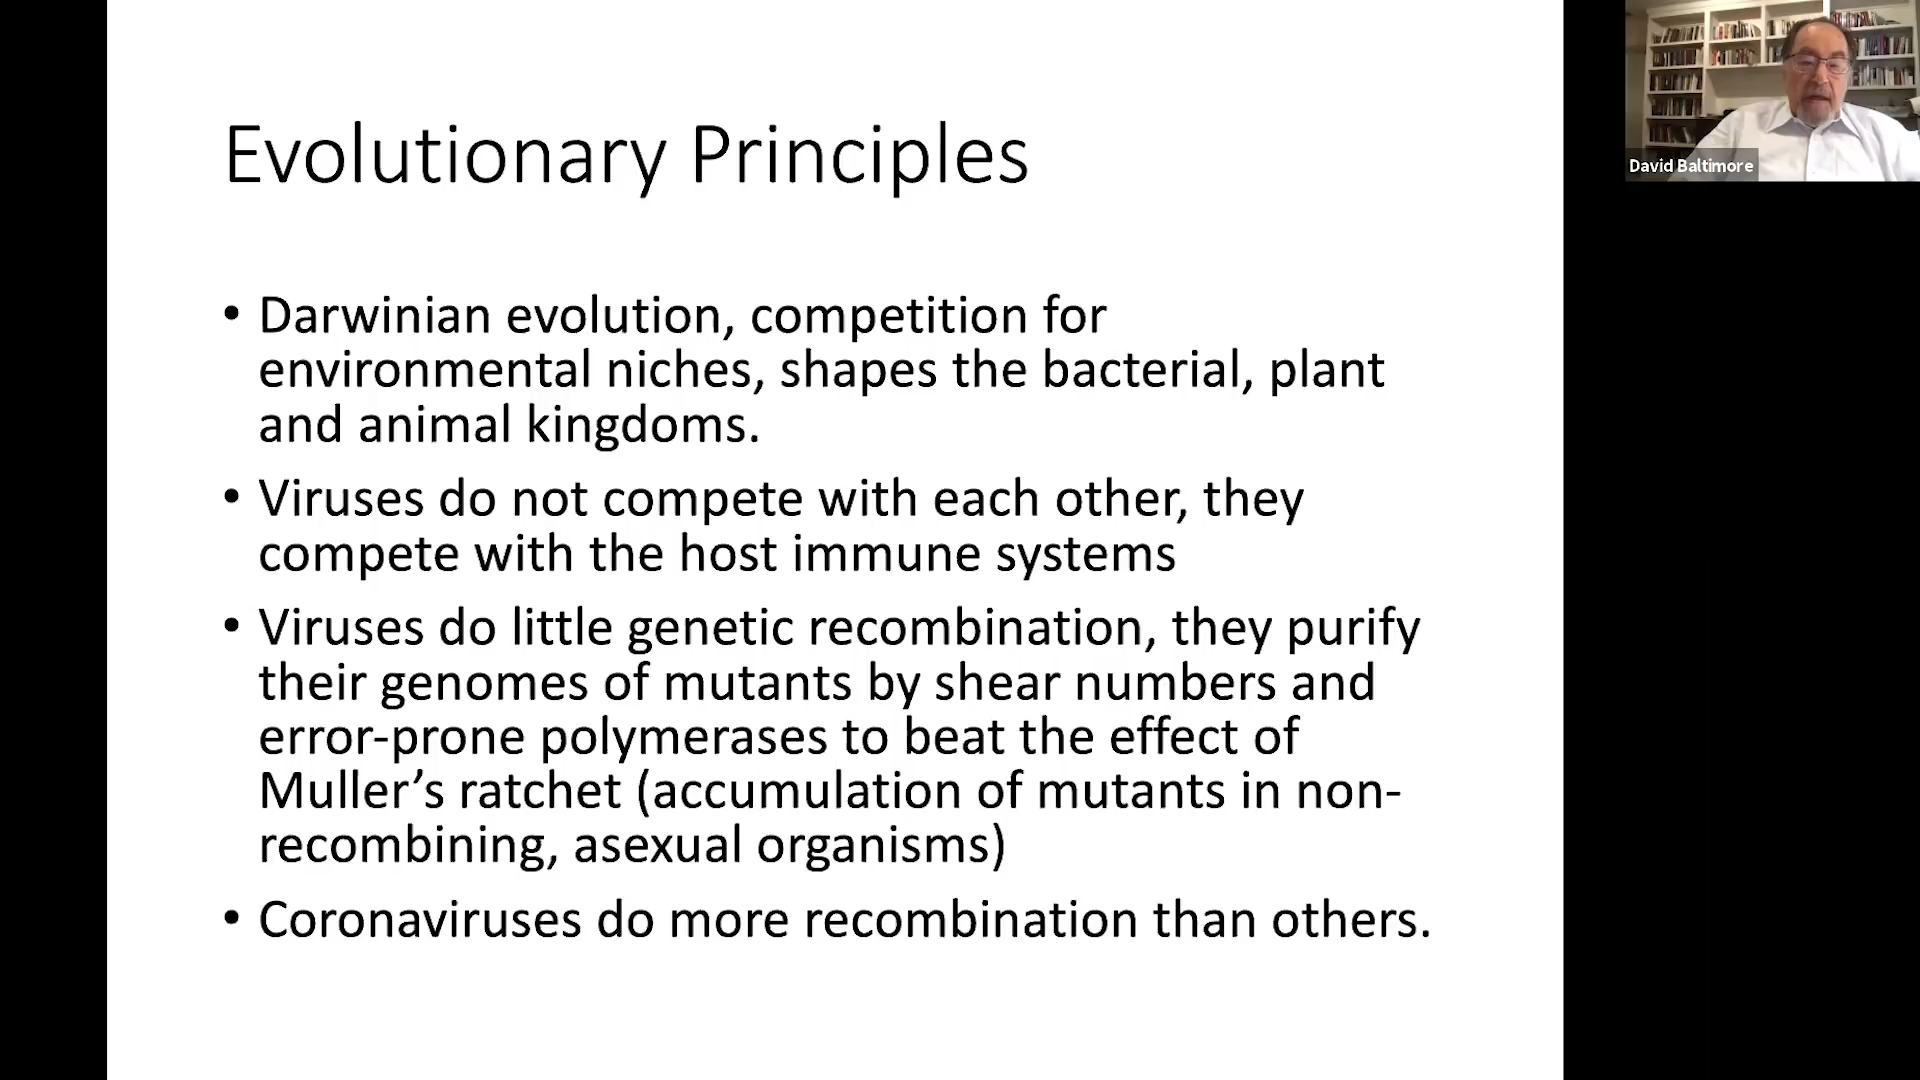 Evolutionary Principles
• Darwinian evolution, competition for
environmental niches, shapes the bacterial, plant
and animal kingdoms.
• Viruses do not compete with each other, they
compete with the host immune systems
• Viruses do little genetic recombination, they purify
their genomes of mutants by shear numbers and
error-prone polymerases to beat the effect of
Muller’s ratchet (accumulation of mutants in non-
recombining, asexual organisms)
• Coronaviruses do more recombination than others.
David Baltimore